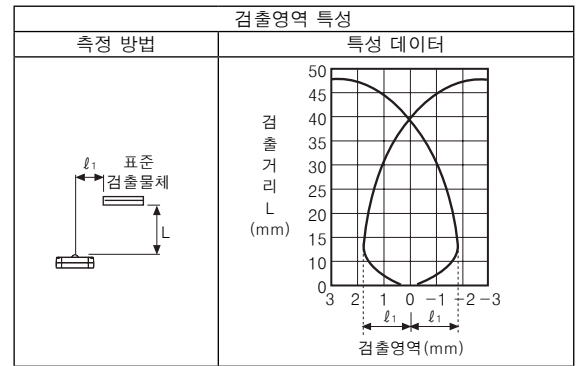 검출영역 특성
측정 방법
특성 데이터
ℓ1
표준
검출물체
L
검
출
거
리
L
(mm)
50
45
40
35
30
25
20
15
10
0
3 2 1 0 -1 -2 -3
ℓ1 ℓ1
검출영역(mm)